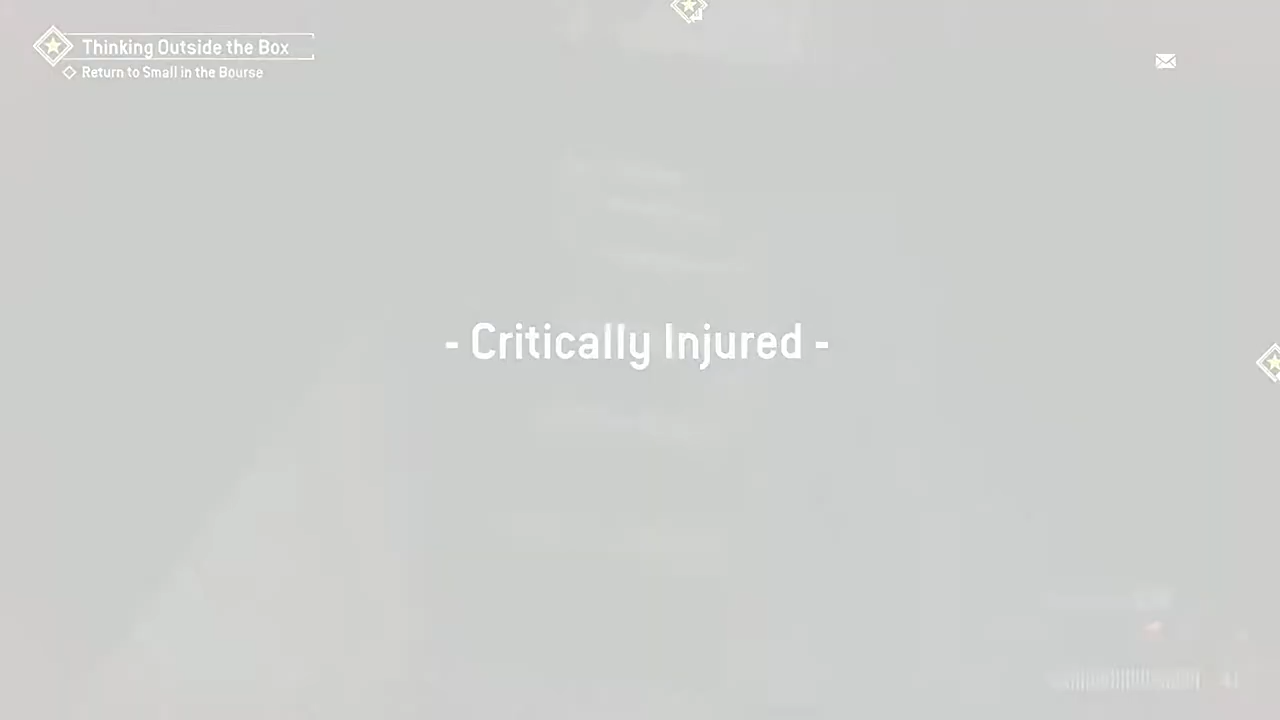 Thinking Outside the Box
Return to Small in the Bourse
- Critically Injured -